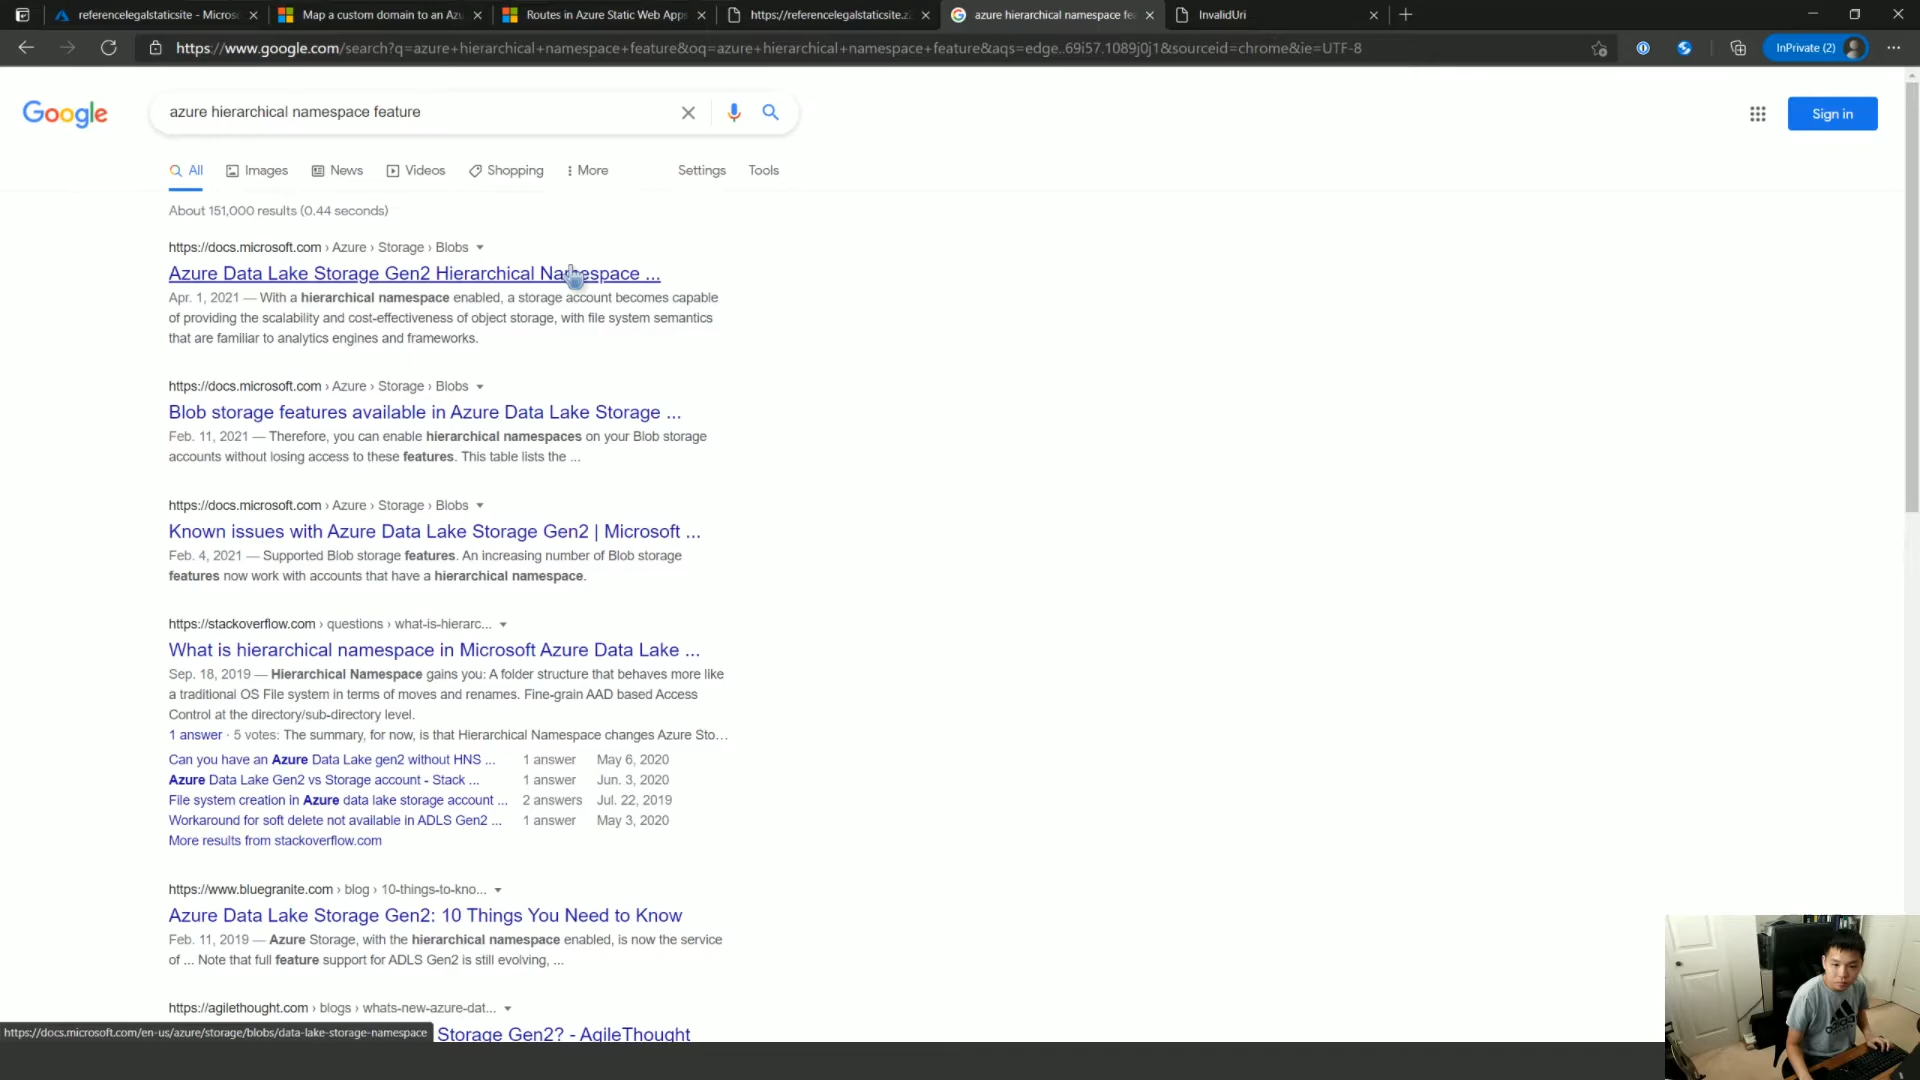 referencelegalstaticsite - Micros
Map a custom domain to an Azu
Routes in Azure Static Web Apps
https://referencelegalstaticsite.z
azure hierarchical namespace fea
InvalidUri
https://www.google.com/search?q=azure+hierarchical+namespace+feature&oq=azure+hierarchical+namespace+feature&aqs=edge..69i57.1089j0j1&sourceid=chrome&ie=UTF-8
InPrivate (2)
Google
azure hierarchical namespace feature
Sign in
All Images News Videos Shopping More Settings Tools
About 151,000 results (0.44 seconds)
https://docs.microsoft.com › Azure › Storage › Blobs
Azure Data Lake Storage Gen2 Hierarchical Namespace ...
Apr. 1, 2021 — With a hierarchical namespace enabled, a storage account becomes capable
of providing the scalability and cost-effectiveness of object storage, with file system semantics
that are familiar to analytics engines and frameworks.
https://docs.microsoft.com › Azure › Storage › Blobs
Blob storage features available in Azure Data Lake Storage ...
Feb. 11, 2021 — Therefore, you can enable hierarchical namespaces on your Blob storage
accounts without losing access to these features. This table lists the ...
https://docs.microsoft.com › Azure › Storage › Blobs
Known issues with Azure Data Lake Storage Gen2 | Microsoft ...
Feb. 4, 2021 — Supported Blob storage features. An increasing number of Blob storage
features now work with accounts that have a hierarchical namespace.
https://stackoverflow.com › questions › what-is-hierarc...
What is hierarchical namespace in Microsoft Azure Data Lake ...
Sep. 18, 2019 — Hierarchical Namespace gains you: A folder structure that behaves more like
a traditional OS File system in terms of moves and renames. Fine-grain AAD based Access
Control at the directory/sub-directory level.
1 answer · 5 votes: The summary, for now, is that Hierarchical Namespace changes Azure Sto…
Can you have an Azure Data Lake gen2 without HNS ... 1 answer May 6, 2020
Azure Data Lake Gen2 vs Storage account - Stack ... 1 answer Jun. 3, 2020
File system creation in Azure data lake storage account ... 2 answers Jul. 22, 2019
Workaround for soft delete not available in ADLS Gen2 ... 1 answer May 3, 2020
More results from stackoverflow.com
https://www.bluegranite.com › blog › 10-things-to-kno...
Azure Data Lake Storage Gen2: 10 Things You Need to Know
Feb. 11, 2019 — Azure Storage, with the hierarchical namespace enabled, is now the service
of ... Note that full feature support for ADLS Gen2 is still evolving, ...
https://agilethought.com › blogs › whats-new-azure-dat...
Storage Gen2? - AgileThought
https://docs.microsoft.com/en-us/azure/storage/blobs/data-lake-storage-namespace